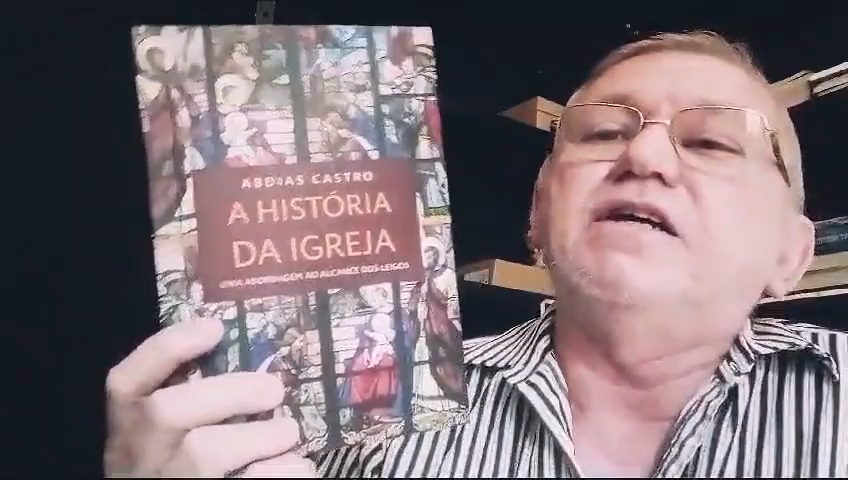 ABDIAS CASTRO
A HISTÓRIA
DA IGREJA
UMA ABORDAGEM AO ALCANCE DOS LEIGOS